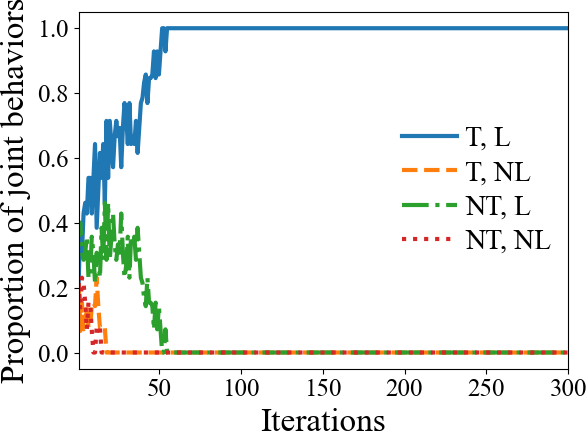 Proportion of joint behaviors
1.0
0.8
0.6
0.4
0.2
0.0
T, L
T, NL
NT, L
NT, NL
50 100 150 200 250 300
Iterations